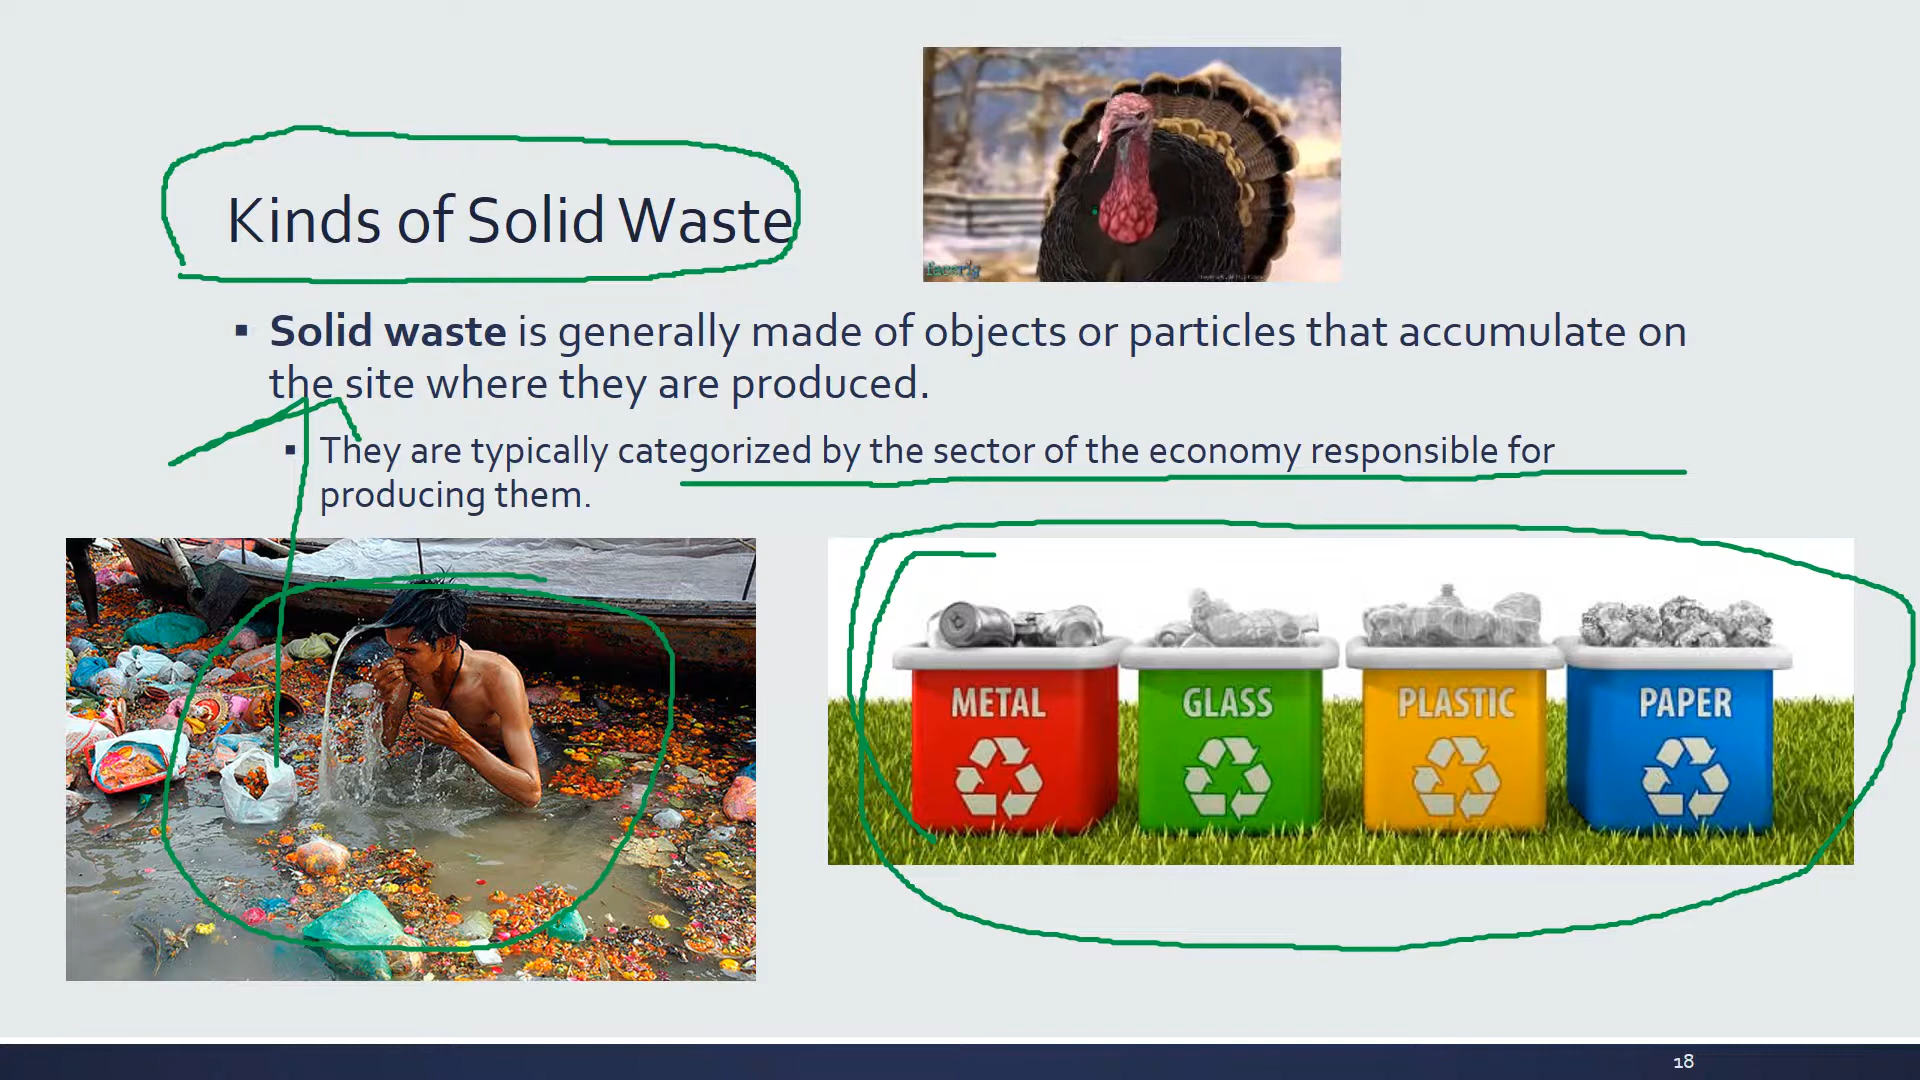 Kinds of Solid Waste
facerig
▪ Solid waste is generally made of objects or particles that accumulate on
the site where they are produced.
▪ They are typically categorized by the sector of the economy responsible for
producing them.
METAL GLASS PLASTIC PAPER
18